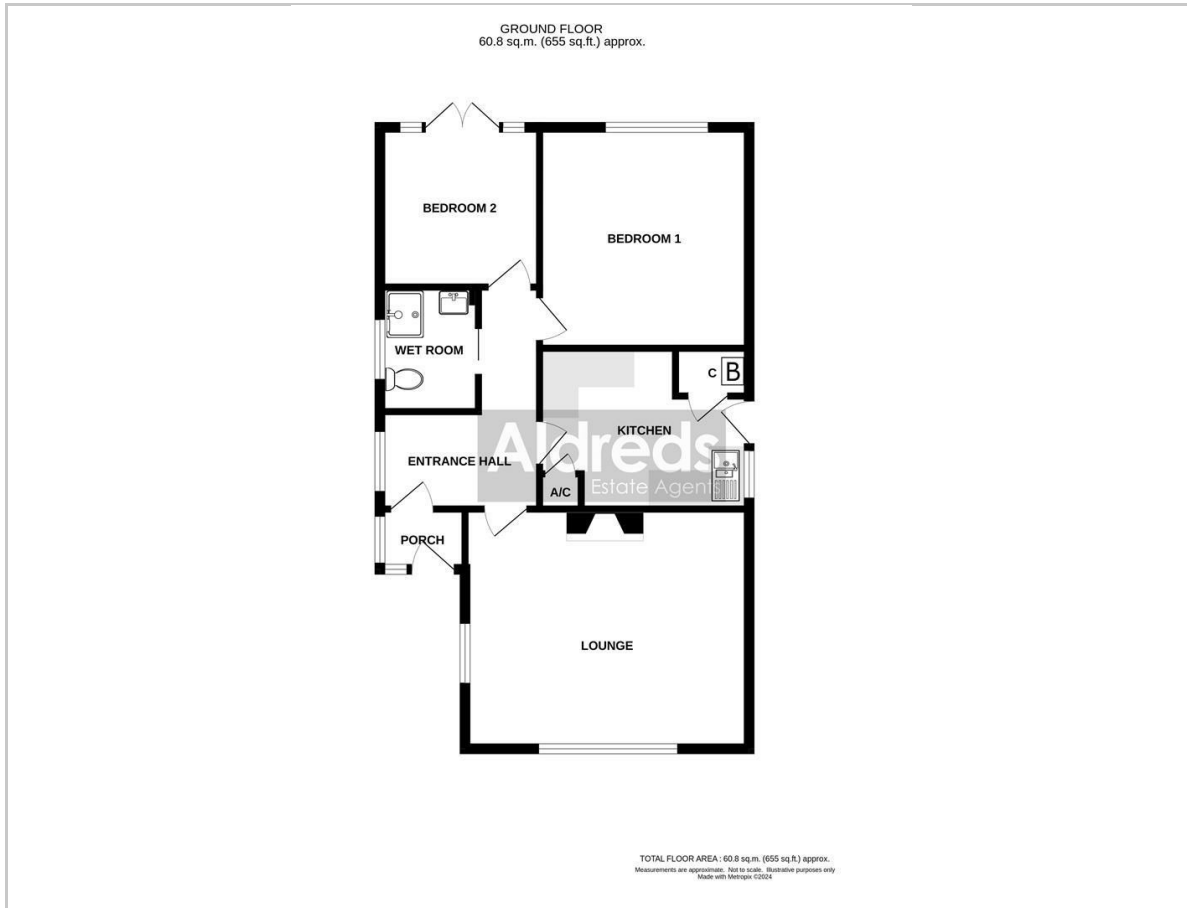 GROUND FLOOR
60.8 sq.m. (655 sq.ft.) approx.
BEDROOM 2
BEDROOM 1
WET ROOM
C B
KITCHEN
Aldreds
Estate Agents
ENTRANCE HALL
A/C
PORCH
LOUNGE
TOTAL FLOOR AREA : 60.8 sq.m. (655 sq.ft.) approx.
Measurements are approximate. Not to scale. Illustrative purposes only
Made with Metropix ©2024